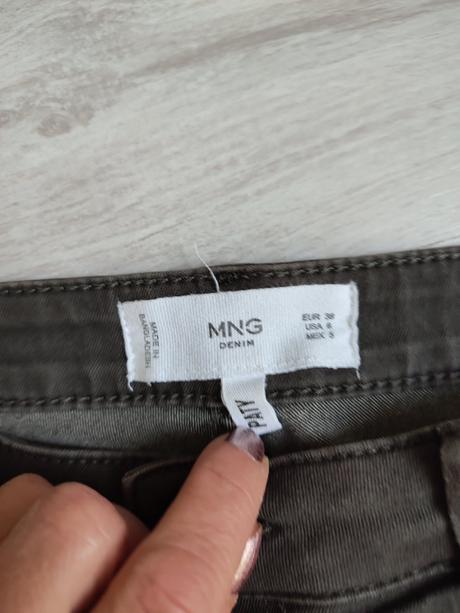 MADE IN
BANGLADESH
MNG
DENIM
EUR 38
USA 6
MEX 5
PATY